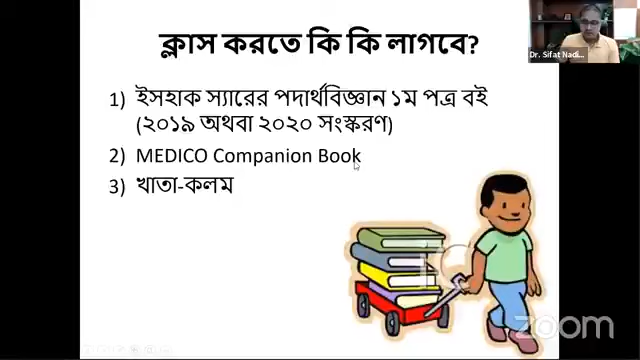 ক্লাস করতে কি কি লাগবে?
Dr. Sifat Nadi...
1) ইসহাক স্যারের পদার্থবিজ্ঞান ১ম পত্র বই
(২০১৯ অথবা ২০২০ সংস্করণ)
2) MEDICO Companion Book
3) খাতা-কলম
zoom